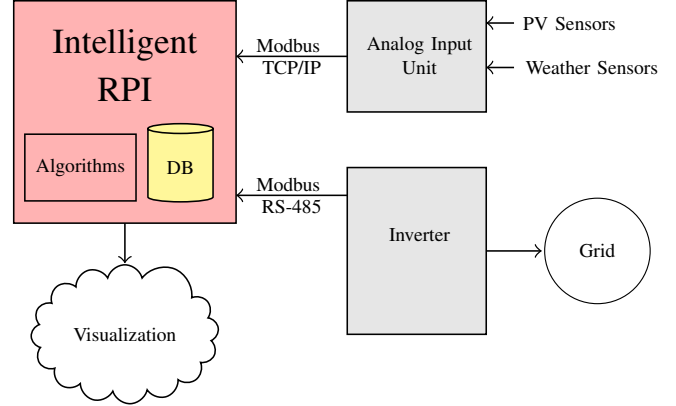 Intelligent
RPI
Algorithms
DB
Modbus
TCP/IP
Analog Input
Unit
PV Sensors
Weather Sensors
Modbus
RS-485
Inverter
Grid
Visualization